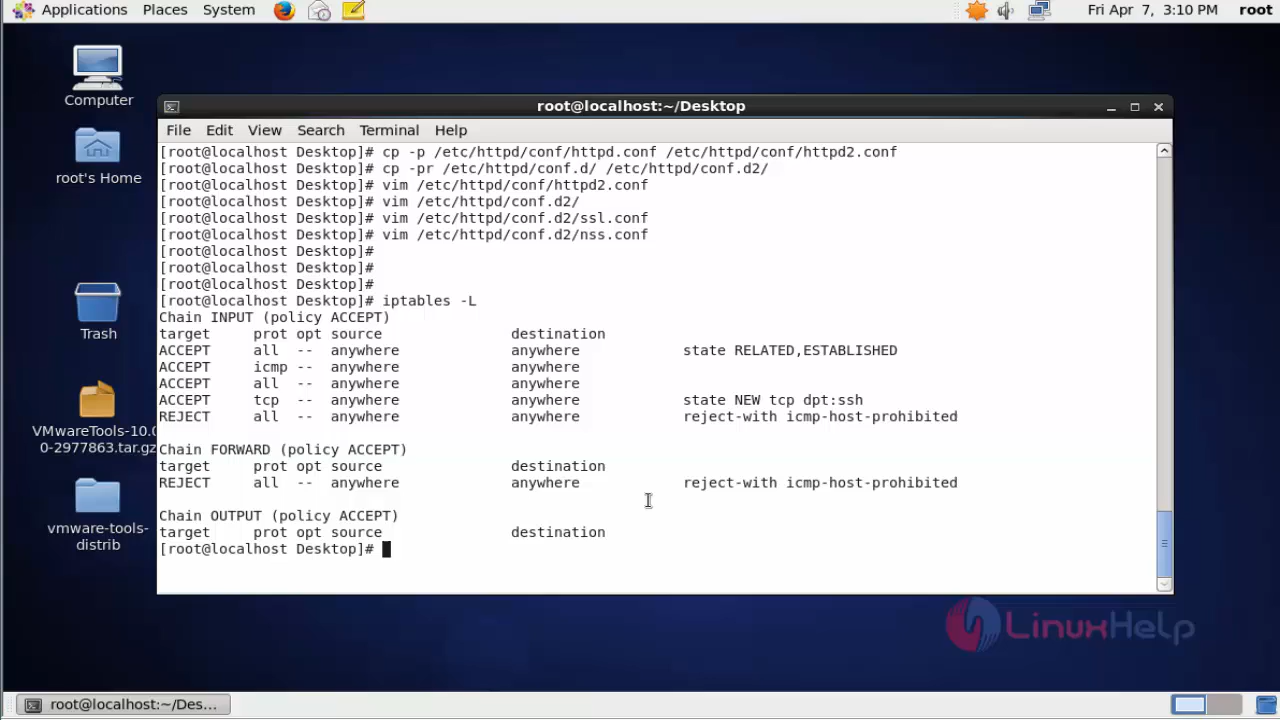 Applications Places System Fri Apr 7, 3:10 PM root
Computer
root's Home
Trash
VMwareTools-10.0
0-2977863.tar.gz
vmware-tools-
distrib
root@localhost:~/Desktop
File Edit View Search Terminal Help
[root@localhost Desktop]# cp -p /etc/httpd/conf/httpd.conf /etc/httpd/conf/httpd2.conf
[root@localhost Desktop]# cp -pr /etc/httpd/conf.d/ /etc/httpd/conf.d2/
[root@localhost Desktop]# vim /etc/httpd/conf/httpd2.conf
[root@localhost Desktop]# vim /etc/httpd/conf.d2/
[root@localhost Desktop]# vim /etc/httpd/conf.d2/ssl.conf
[root@localhost Desktop]# vim /etc/httpd/conf.d2/nss.conf
[root@localhost Desktop]#
[root@localhost Desktop]#
[root@localhost Desktop]#
[root@localhost Desktop]# iptables -L
Chain INPUT (policy ACCEPT)
target prot opt source destination
ACCEPT all -- anywhere anywhere state RELATED,ESTABLISHED
ACCEPT icmp -- anywhere anywhere
ACCEPT all -- anywhere anywhere
ACCEPT tcp -- anywhere anywhere state NEW tcp dpt:ssh
REJECT all -- anywhere anywhere reject-with icmp-host-prohibited
Chain FORWARD (policy ACCEPT)
target prot opt source destination
REJECT all -- anywhere anywhere reject-with icmp-host-prohibited
Chain OUTPUT (policy ACCEPT)
target prot opt source destination
[root@localhost Desktop]#
LinuxHelp
root@localhost:~/Des...